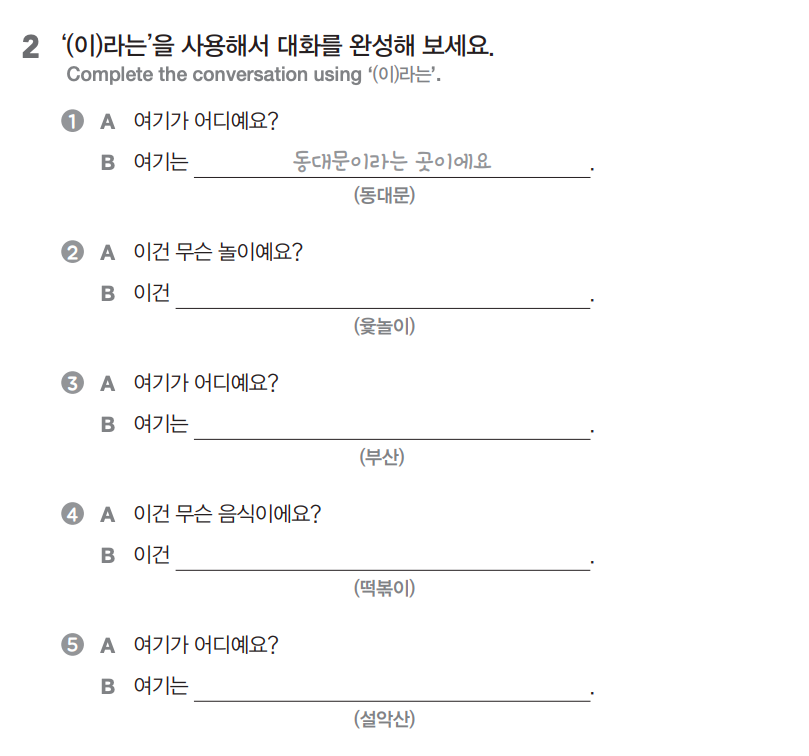 2 ‘(이)라는’을 사용해서 대화를 완성해 보세요.
Complete the conversation using ‘(이)라는’.
1 A 여기가 어디예요?
B 여기는 동대문이라는 곳이에요.
(동대문)
2 A 이건 무슨 놀이예요?
B 이건 .
(윷놀이)
3 A 여기가 어디예요?
B 여기는 .
(부산)
4 A 이건 무슨 음식이에요?
B 이건 .
(떡볶이)
5 A 여기가 어디예요?
B 여기는 .
(설악산)